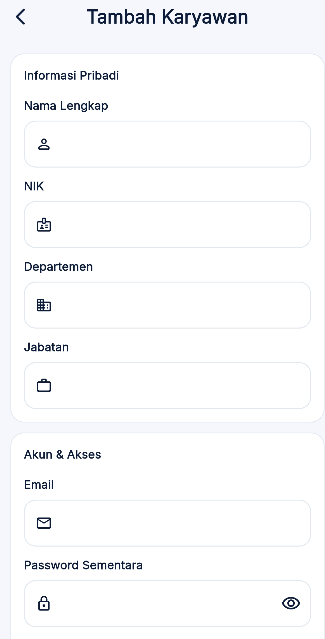 Tambah Karyawan
Informasi Pribadi
Nama Lengkap
NIK
Departemen
Jabatan
Akun & Akses
Email
Password Sementara